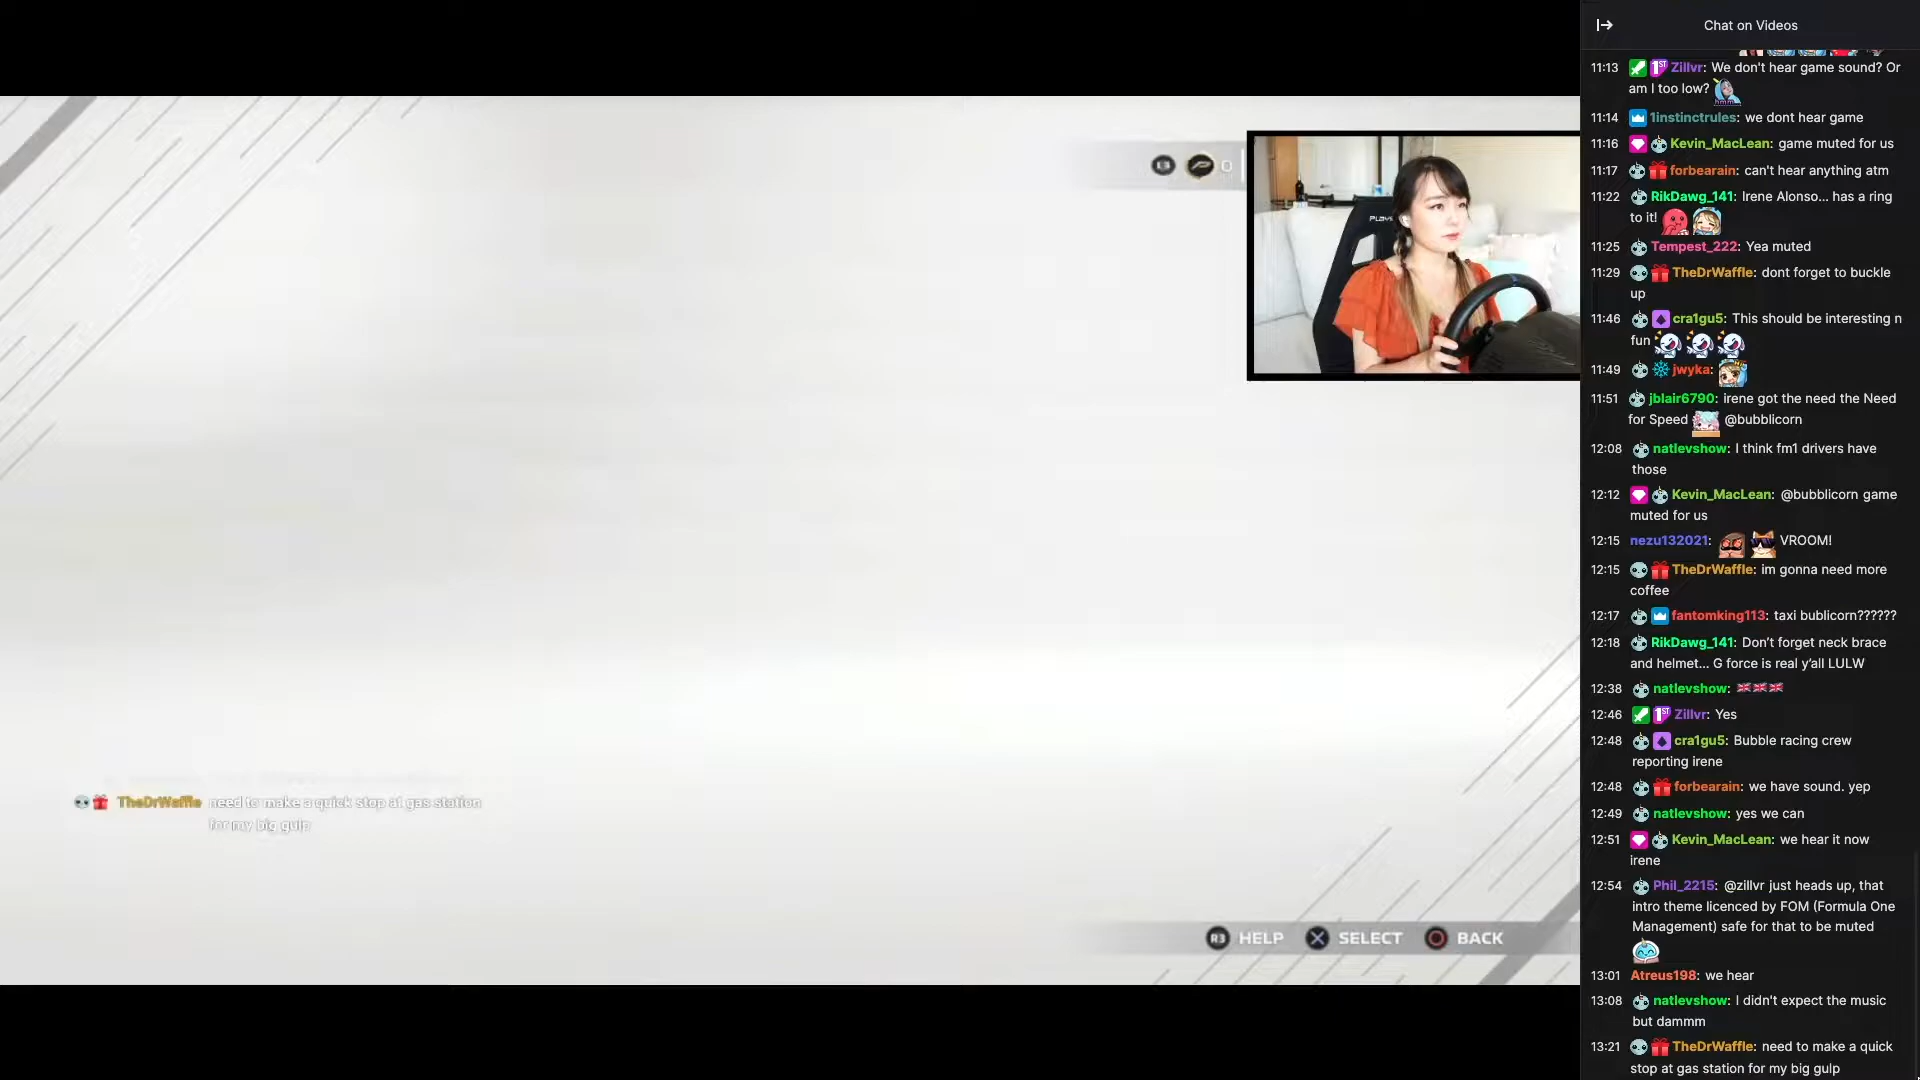 Chat on Videos
11:13 Zillvr: We don't hear game sound? Or
am I too low?
11:14 1instinctrules: we dont hear game
11:16 Kevin_MacLean: game muted for us
11:17 forbearain: can't hear anything atm
11:22 RikDawg_141: Irene Alonso... has a ring
to it!
11:25 Tempest_222: Yea muted
11:29 TheDrWaffle: dont forget to buckle
up
11:46 cra1gu5: This should be interesting n
fun
11:49 jwyka:
11:51 jblair6790: irene got the need the Need
for Speed @bubblicorn
12:08 natlevshow: I think fm1 drivers have
those
12:12 Kevin_MacLean: @bubblicorn game
muted for us
12:15 nezu132021: VROOM!
12:15 TheDrWaffle: im gonna need more
coffee
12:17 fantomking113: taxi bublicorn??????
12:18 RikDawg_141: Don’t forget neck brace
and helmet... G force is real y’all LULW
12:38 natlevshow: 🇬🇧🇬🇧🇬🇧
12:46 Zillvr: Yes
12:48 cra1gu5: Bubble racing crew
reporting irene
12:48 forbearain: we have sound. yep
12:49 natlevshow: yes we can
12:51 Kevin_MacLean: we hear it now
irene
12:54 Phil_2215: @zillvr just heads up, that
intro theme licenced by FOM (Formula One
Management) safe for that to be muted
13:01 Atreus198: we hear
13:08 natlevshow: I didn't expect the music
but dammm
13:21 TheDrWaffle: need to make a quick
stop at gas station for my big gulp
0
PLAYS
TheDrWaffle need to make a quick stop at gas station
for my big gulp
R3 HELP SELECT BACK